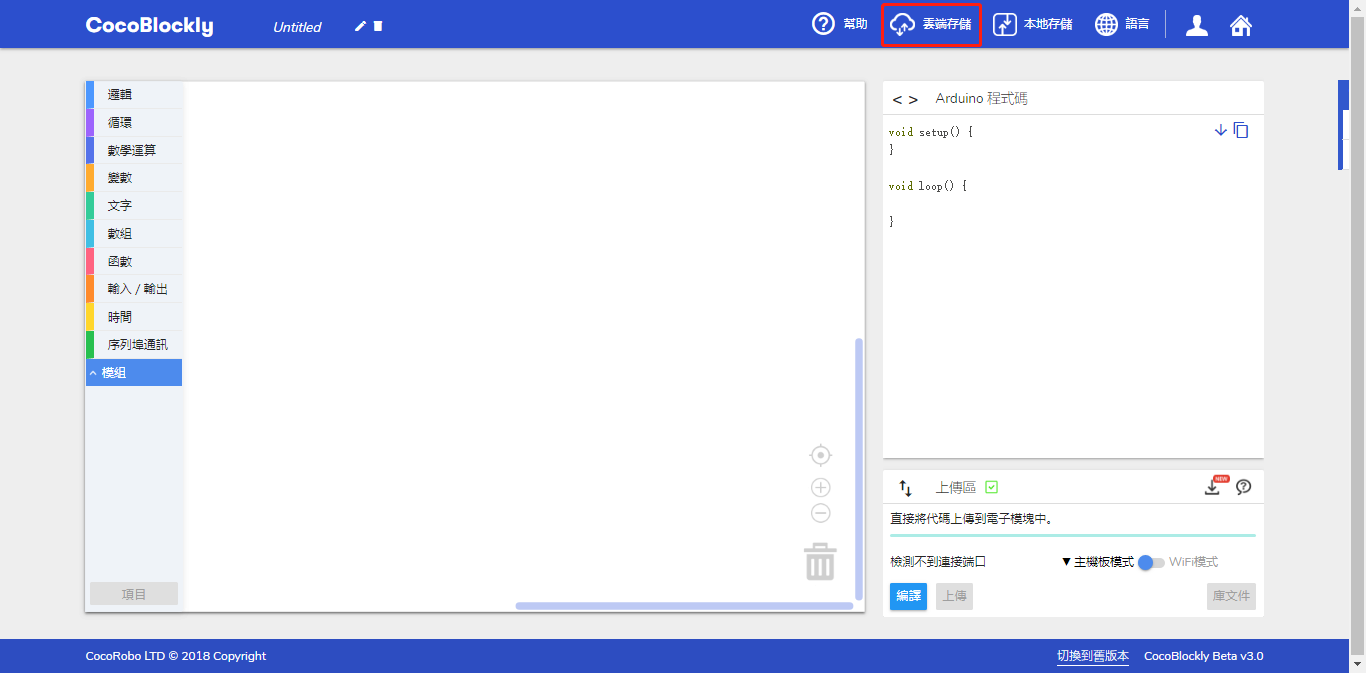 CocoBlockly
Untitled
幫助
雲端存儲
本地存儲
語言
邏輯
循環
數學運算
變數
文字
數組
函數
輸入 / 輸出
時間
序列埠通訊
模組
項目
< > Arduino 程式碼
void setup() {
}
void loop() {
}
上傳區
NEW
直接將代碼上傳到電子模塊中。
檢測不到連接端口
▼主機板模式
WiFi模式
編譯
上傳
庫文件
CocoRobo LTD © 2018 Copyright
切換到舊版本
CocoBlockly Beta v3.0